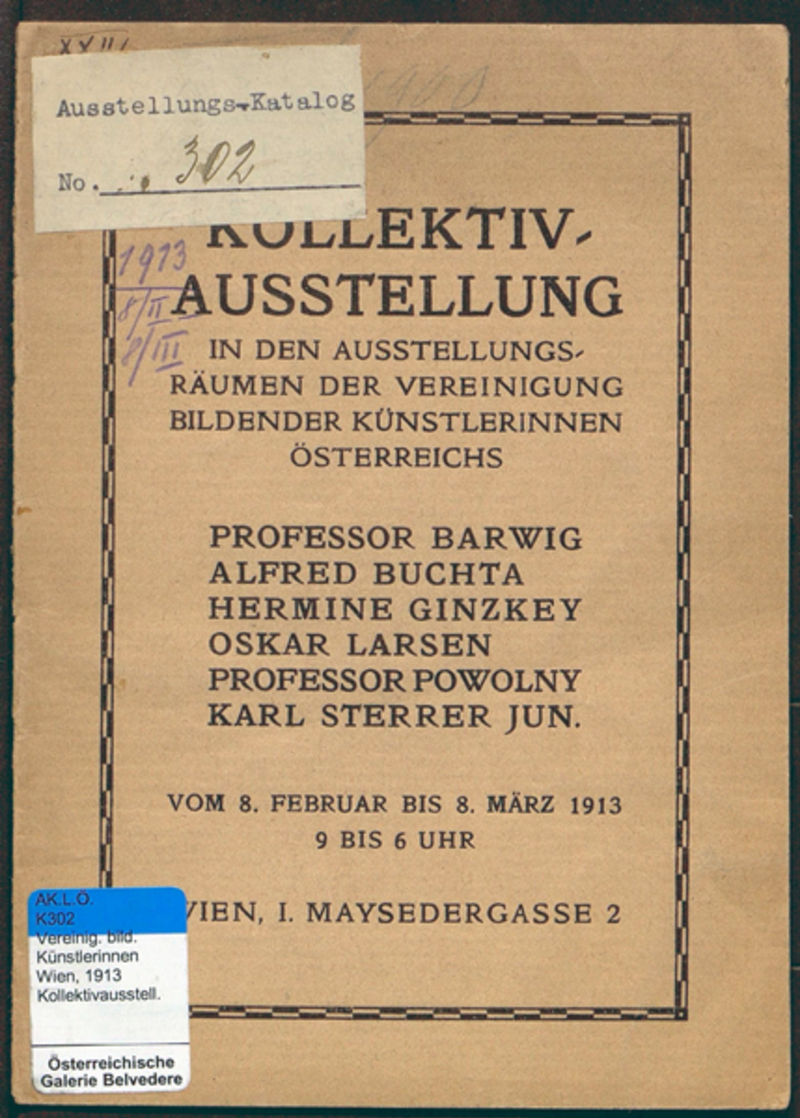 XXIII
Ausstellungs-Katalog
No. 302
1900
KOLLEKTIV-
AUSSTELLUNG
1913
8/II
8/III
IN DEN AUSSTELLUNGS-
RÄUMEN DER VEREINIGUNG
BILDENDER KÜNSTLERINNEN
ÖSTERREICHS
PROFESSOR BARWIG
ALFRED BUCHTA
HERMINE GINZKEY
OSKAR LARSEN
PROFESSOR POWOLNY
KARL STERRER JUN.
VOM 8. FEBRUAR BIS 8. MÄRZ 1913
9 BIS 6 UHR
WIEN, I. MAYSEDERGASSE 2
AK.L.Ö.
K302
Vereinig. bild.
Künstlerinnen
Wien, 1913
Kollektivausstell.
Österreichische
Galerie Belvedere